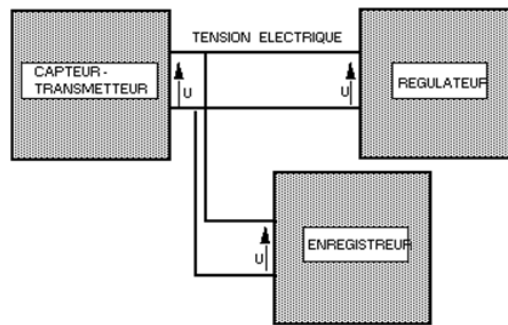 TENSION ELECTRIQUE
CAPTEUR -
TRANSMETTEUR
U
U
REGULATEUR
U
ENREGISTREUR